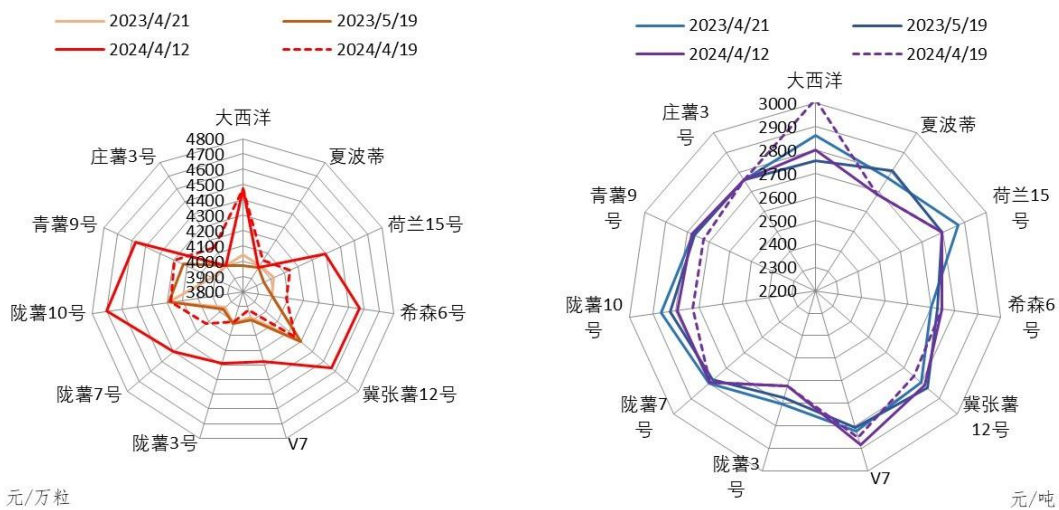 2023/4/21
2023/5/19
2024/4/12
2024/4/19
大西洋
夏波蒂
荷兰15号
希森6号
冀张薯12号
V7
陇薯3号
陇薯7号
陇薯10号
青薯9号
庄薯3号
4800
4700
4600
4500
4400
4300
4200
4100
4000
3900
3800
元/万粒
2023/4/21
2023/5/19
2024/4/12
2024/4/19
大西洋
夏波蒂
荷兰15
号
希森6
号
冀张薯
12号
V7
陇薯3
号
陇薯7
号
陇薯10
号
青薯9
号
庄薯3
号
3000
2900
2800
2700
2600
2500
2400
2300
2200
元/吨